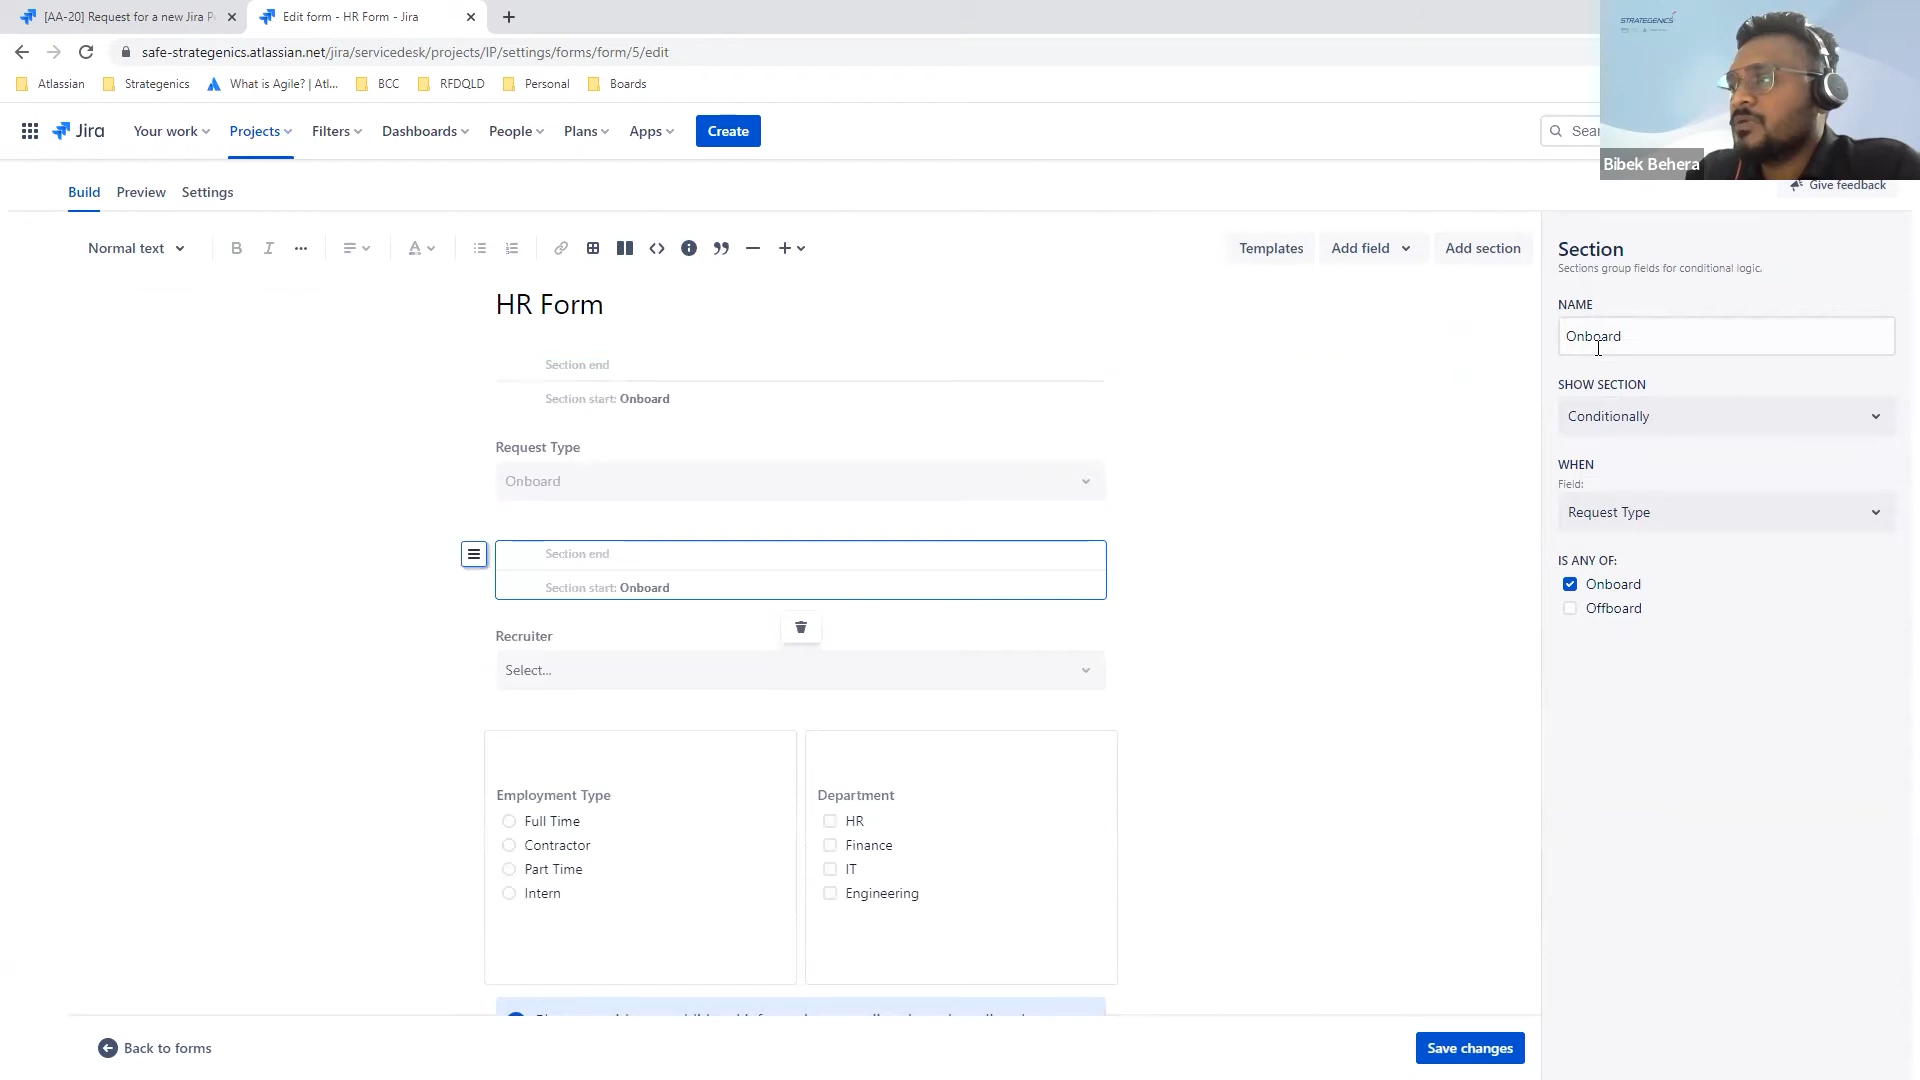 [AA-20] Request for a new Jira P
Edit form - HR Form - Jira
safe-strategenics.atlassian.net/jira/servicedesk/projects/IP/settings/forms/form/5/edit
Atlassian
Strategenics
What is Agile? | Atl...
BCC
RFDQLD
Personal
Boards
STRATEGENICS
Bibek Behera
Jira
Your work
Projects
Filters
Dashboards
People
Plans
Apps
Create
Sear
Give feedback
Build
Preview
Settings
Normal text
Templates
Add field
Add section
HR Form
Section end
Section start: Onboard
Request Type
Onboard
Section end
Section start: Onboard
Recruiter
Select...
Employment Type
Full Time
Contractor
Part Time
Intern
Department
HR
Finance
IT
Engineering
Section
Sections group fields for conditional logic.
NAME
Onboard
SHOW SECTION
Conditionally
WHEN
Field:
Request Type
IS ANY OF:
Onboard
Offboard
Back to forms
Save changes